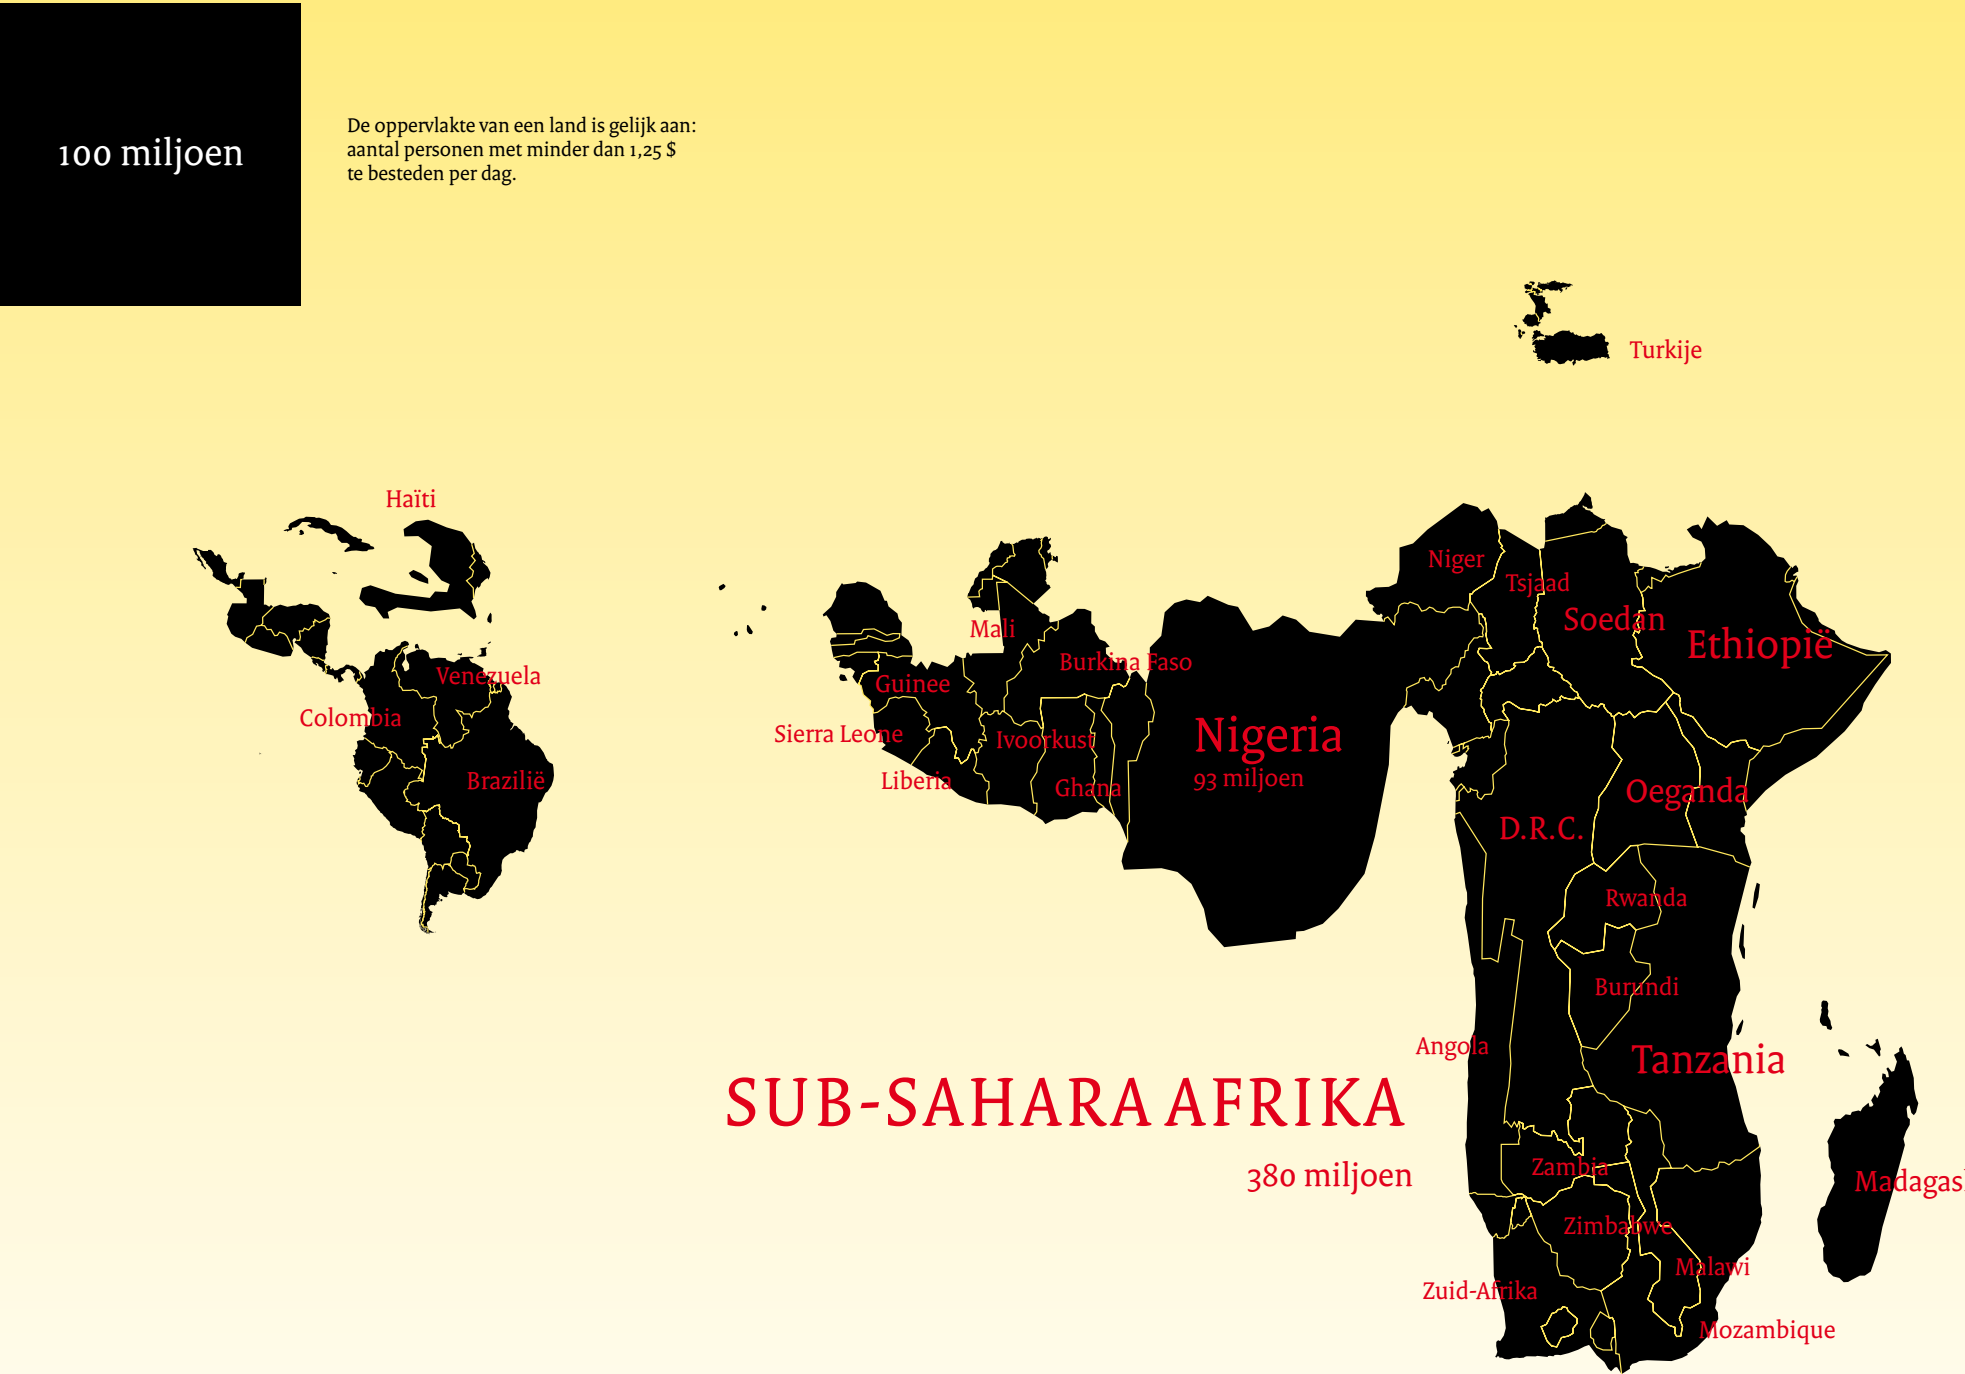 100 miljoen
De oppervlakte van een land is gelijk aan:
aantal personen met minder dan 1,25 $
te besteden per dag.
Turkije
Haïti
Niger
Tsjaad
Soedan
Mali
Ethiopië
Burkina Faso
Venezuela
Guinee
Colombia
Sierra Leone
Ivoorkust
Nigeria
93 miljoen
Brazilië
Liberia
Ghana
Oeganda
D.R.C.
Rwanda
Burundi
Angola
Tanzania
SUB-SAHARA AFRIKA
380 miljoen
Zambia
Madagas
Zimbabwe
Malawi
Zuid-Afrika
Mozambique